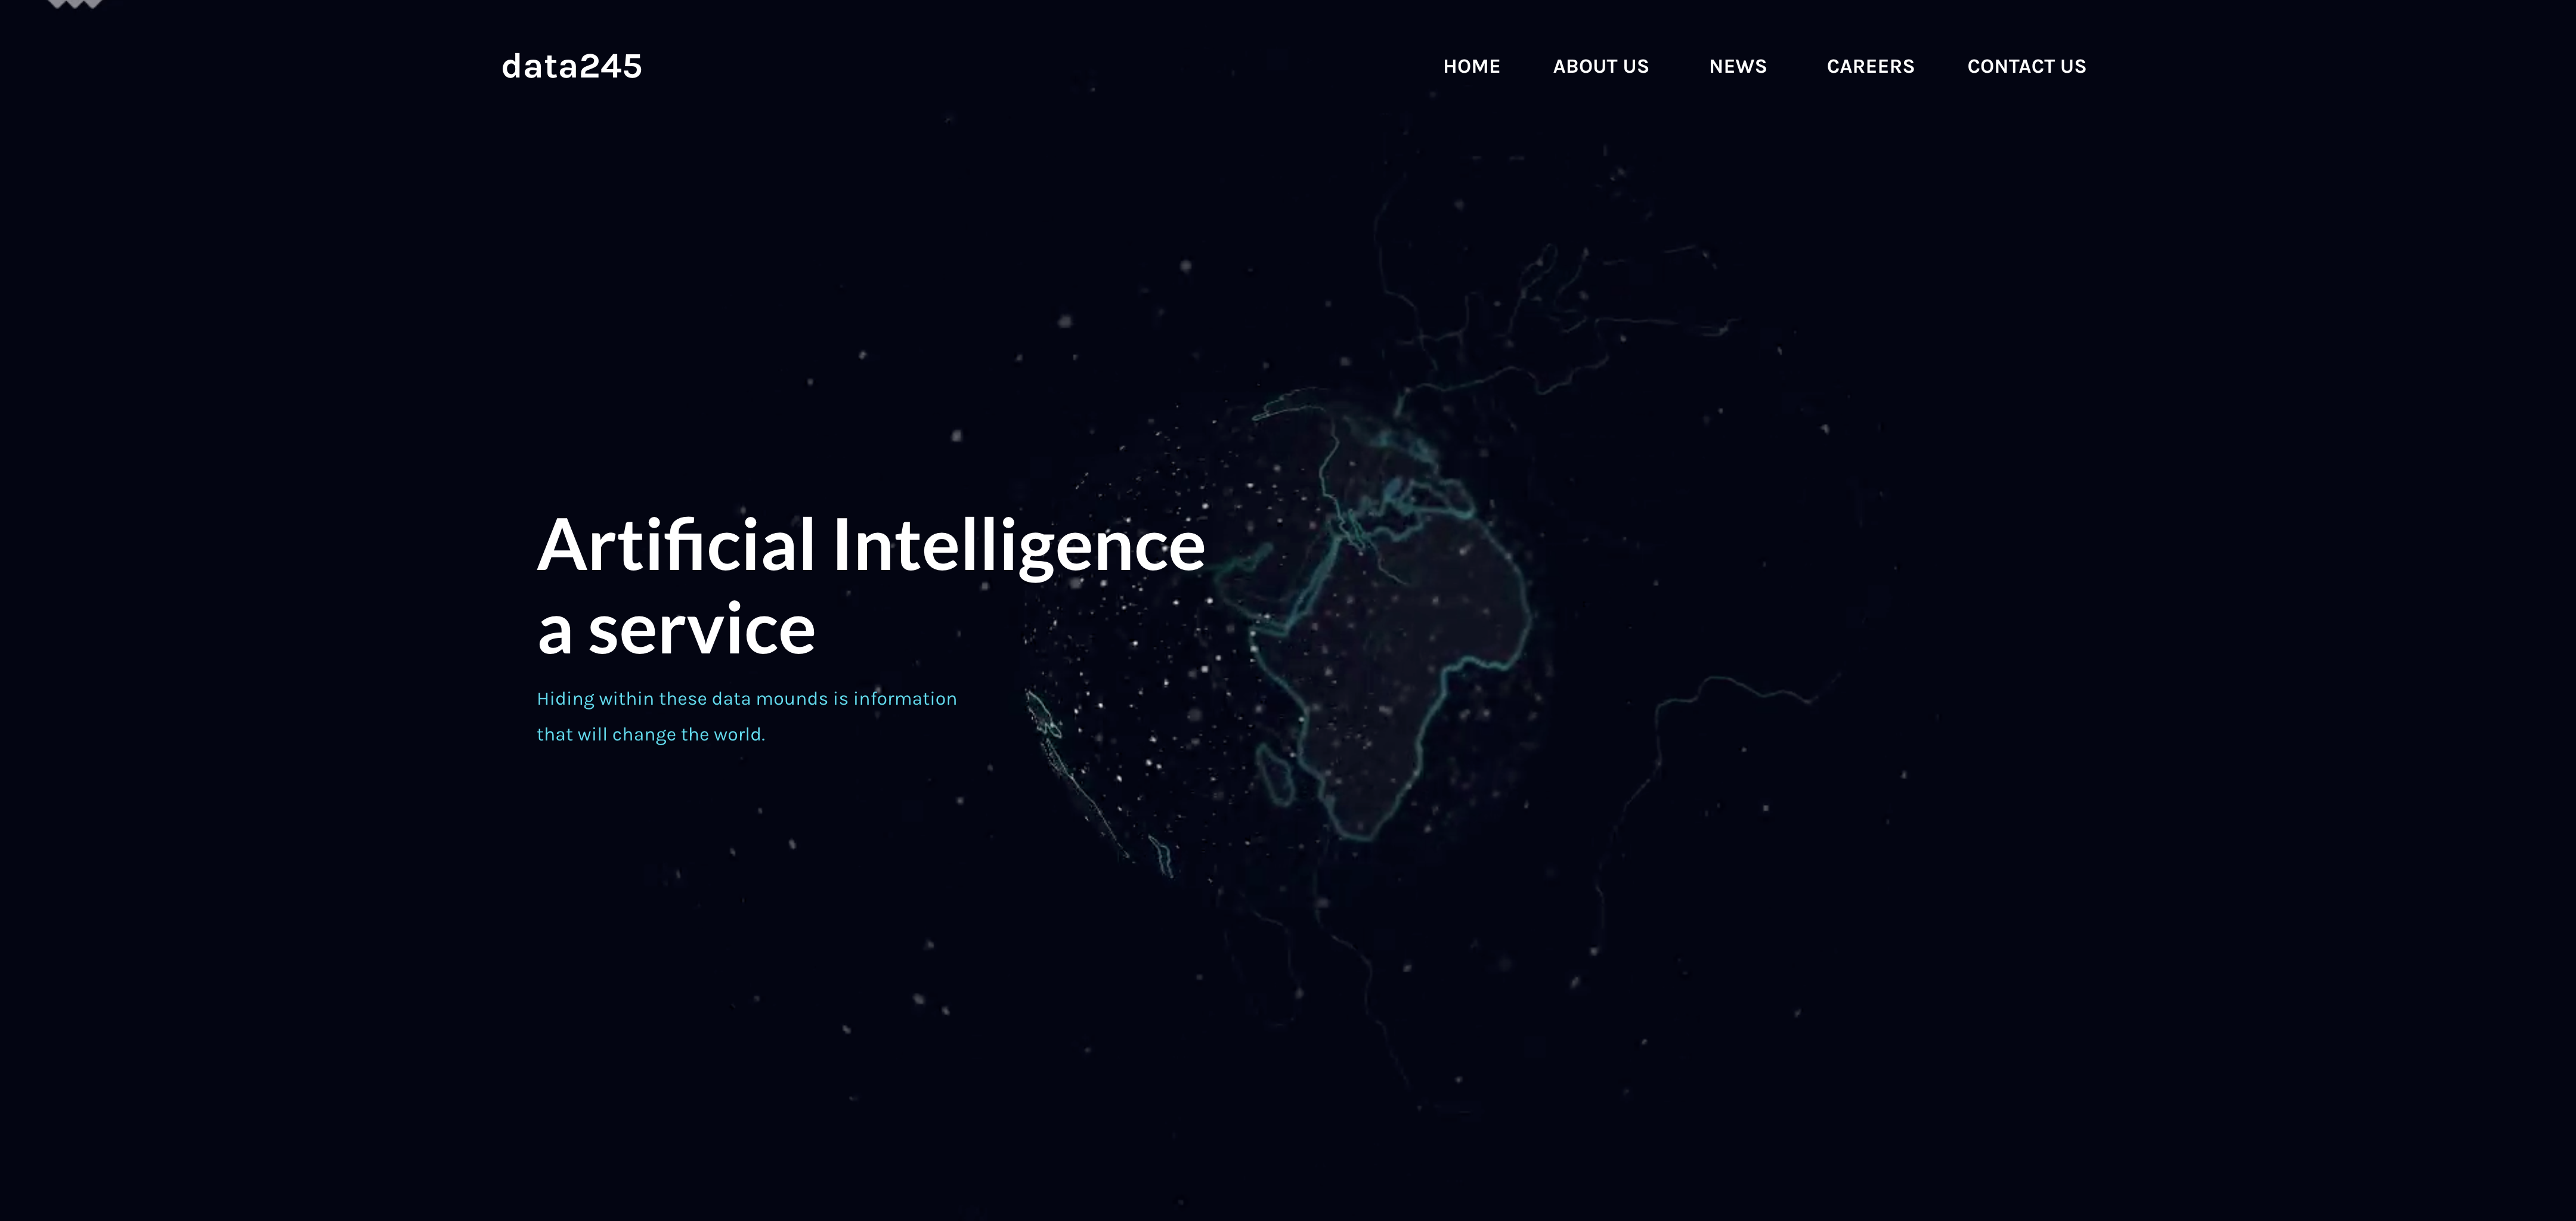 data245
HOME ABOUT US NEWS CAREERS CONTACT US
Artificial Intelligence
a service
Hiding within these data mounds is information
that will change the world.